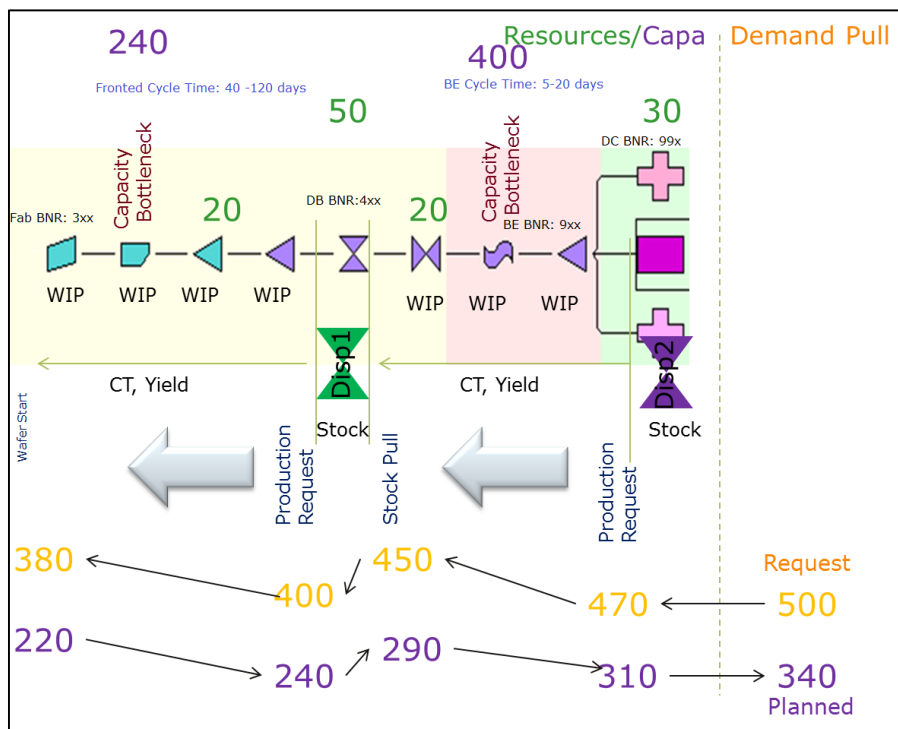 240
400
Resources/Capa
Demand Pull
Fronted Cycle Time: 40 -120 days
BE Cycle Time: 5-20 days
50
30
Capacity
Bottleneck
Capacity
Bottleneck
DC BNR: 99x
20
DB BNR:4xx
20
Fab BNR: 3xx
BE BNR: 9xx
WIP
WIP
WIP
WIP
WIP
WIP
WIP
Disp1
Disp2
CT, Yield
CT, Yield
Stock
Stock
Wafer Start
Production
Request
Stock Pull
Production
Request
380
450
Request
400
470
500
220
290
240
310
340
Planned